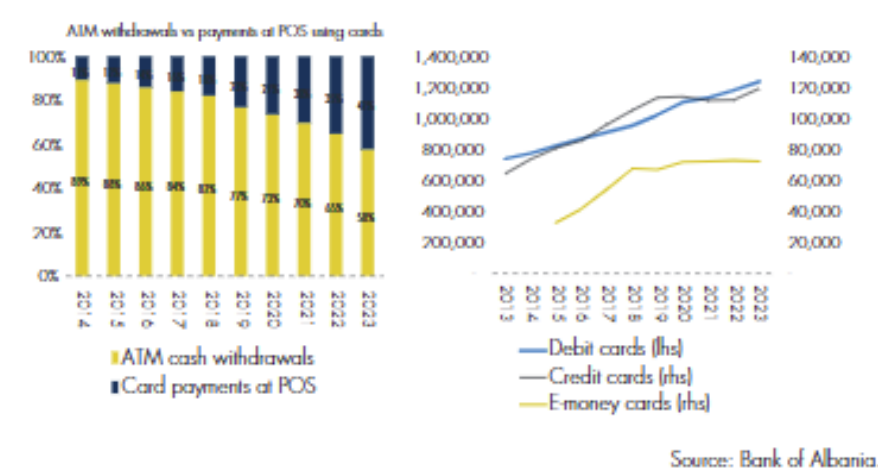 ATM withdrawals vs payments at POS using cards
100%
80%
60%
40%
20%
0%
89% 88% 86% 84% 82% 77% 73% 70% 65% 58%
2014 2015 2016 2017 2018 2019 2020 2021 2022 2023
ATM cash withdrawals
Card payments at POS
1,400,000 140,000
1,200,000 120,000
1,000,000 100,000
800,000 80,000
600,000 60,000
400,000 40,000
200,000 20,000
2013 2014 2015 2016 2017 2018 2019 2020 2021 2022 2023
Debit cards (lhs)
Credit cards (rhs)
E-money cards (rhs)
Source: Bank of Albania